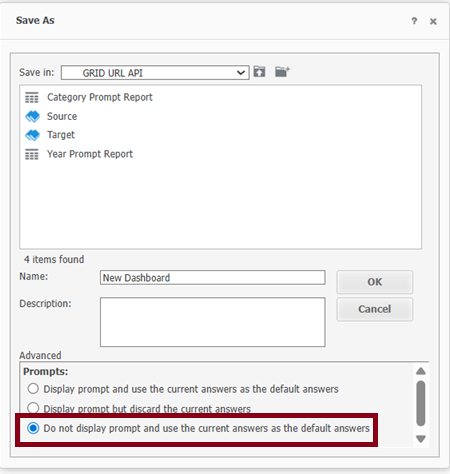 Save As
?
Save in:
GRID URL API
Category Prompt Report
Source
Target
Year Prompt Report
4 items found
Name:
New Dashboard
OK
Description:
Cancel
Advanced
Prompts:
Display prompt and use the current answers as the default answers
Display prompt but discard the current answers
Do not display prompt and use the current answers as the default answers